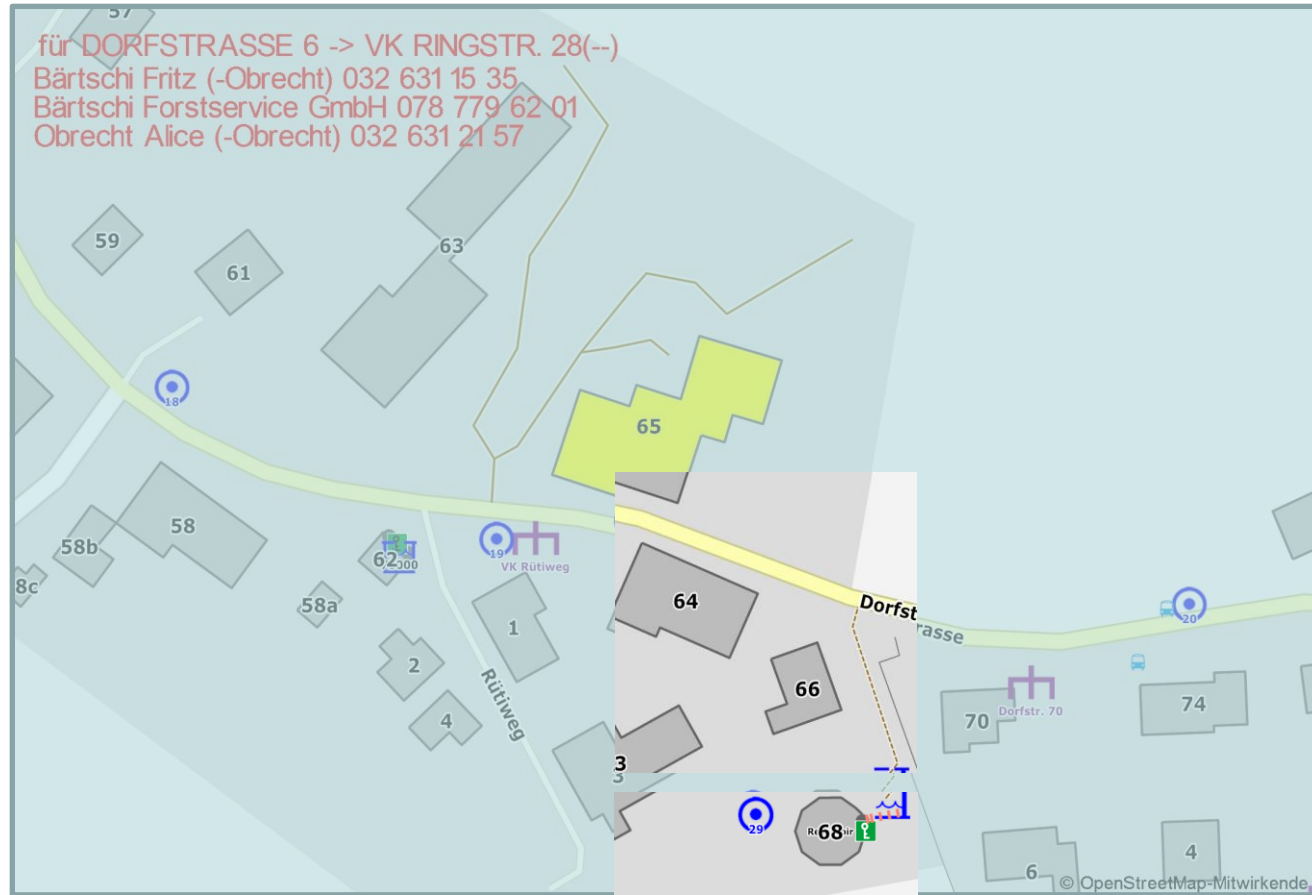 57
für DORFSTRASSE 6 -> VK RINGSTR. 28(--)
Bärtschi Fritz (-Obrecht) 032 631 15 35
Bärtschi Forstservice GmbH 078 779 62 01
Obrecht Alice (-Obrecht) 032 631 21 57
59
61
63
18
65
58
58b
8c
58a
62
19
VK Rütiweg
1
2
4
Rütiweg
64
66
Dorfst
rasse
20
70
Dorfstr. 70
74
3
3
29
68
6
4
© OpenStreetMap-Mitwirkende